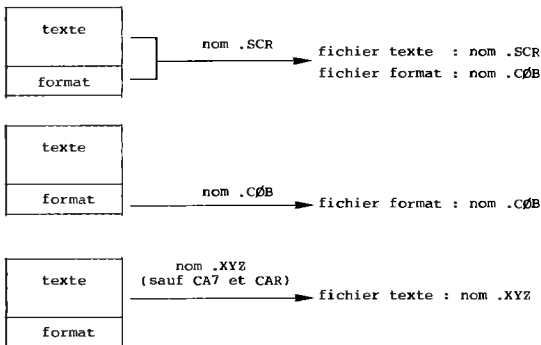 texte
nom .SCR
fichier texte : nom .SCR
fichier format : nom .CØB
format
texte
format
nom .CØB
fichier format : nom .CØB
nom .XYZ
texte
(sauf CA7 et CAR)
fichier texte : nom .XYZ
format